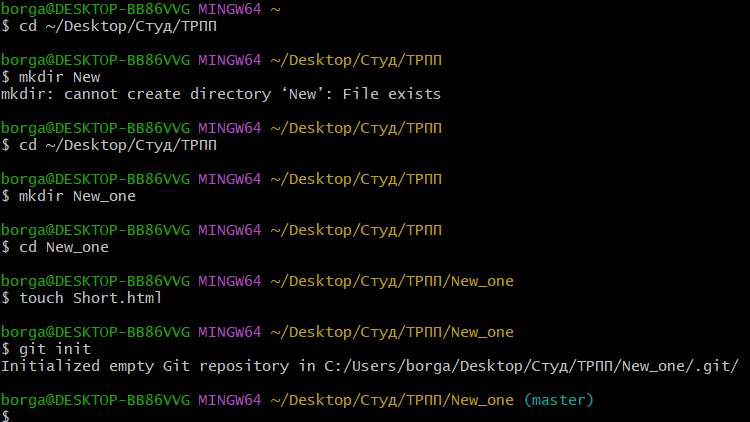 borga@DESKTOP-BB86VVG MINGW64 ~
$ cd ~/Desktop/Студ/ТРПП
borga@DESKTOP-BB86VVG MINGW64 ~/Desktop/Студ/ТРПП
$ mkdir New
mkdir: cannot create directory ‘New’: File exists
borga@DESKTOP-BB86VVG MINGW64 ~/Desktop/Студ/ТРПП
$ cd ~/Desktop/Студ/ТРПП
borga@DESKTOP-BB86VVG MINGW64 ~/Desktop/Студ/ТРПП
$ mkdir New_one
borga@DESKTOP-BB86VVG MINGW64 ~/Desktop/Студ/ТРПП
$ cd New_one
borga@DESKTOP-BB86VVG MINGW64 ~/Desktop/Студ/ТРПП/New_one
$ touch Short.html
borga@DESKTOP-BB86VVG MINGW64 ~/Desktop/Студ/ТРПП/New_one
$ git init
Initialized empty Git repository in C:/Users/borga/Desktop/Студ/ТРПП/New_one/.git/
borga@DESKTOP-BB86VVG MINGW64 ~/Desktop/Студ/ТРПП/New_one (master)
$